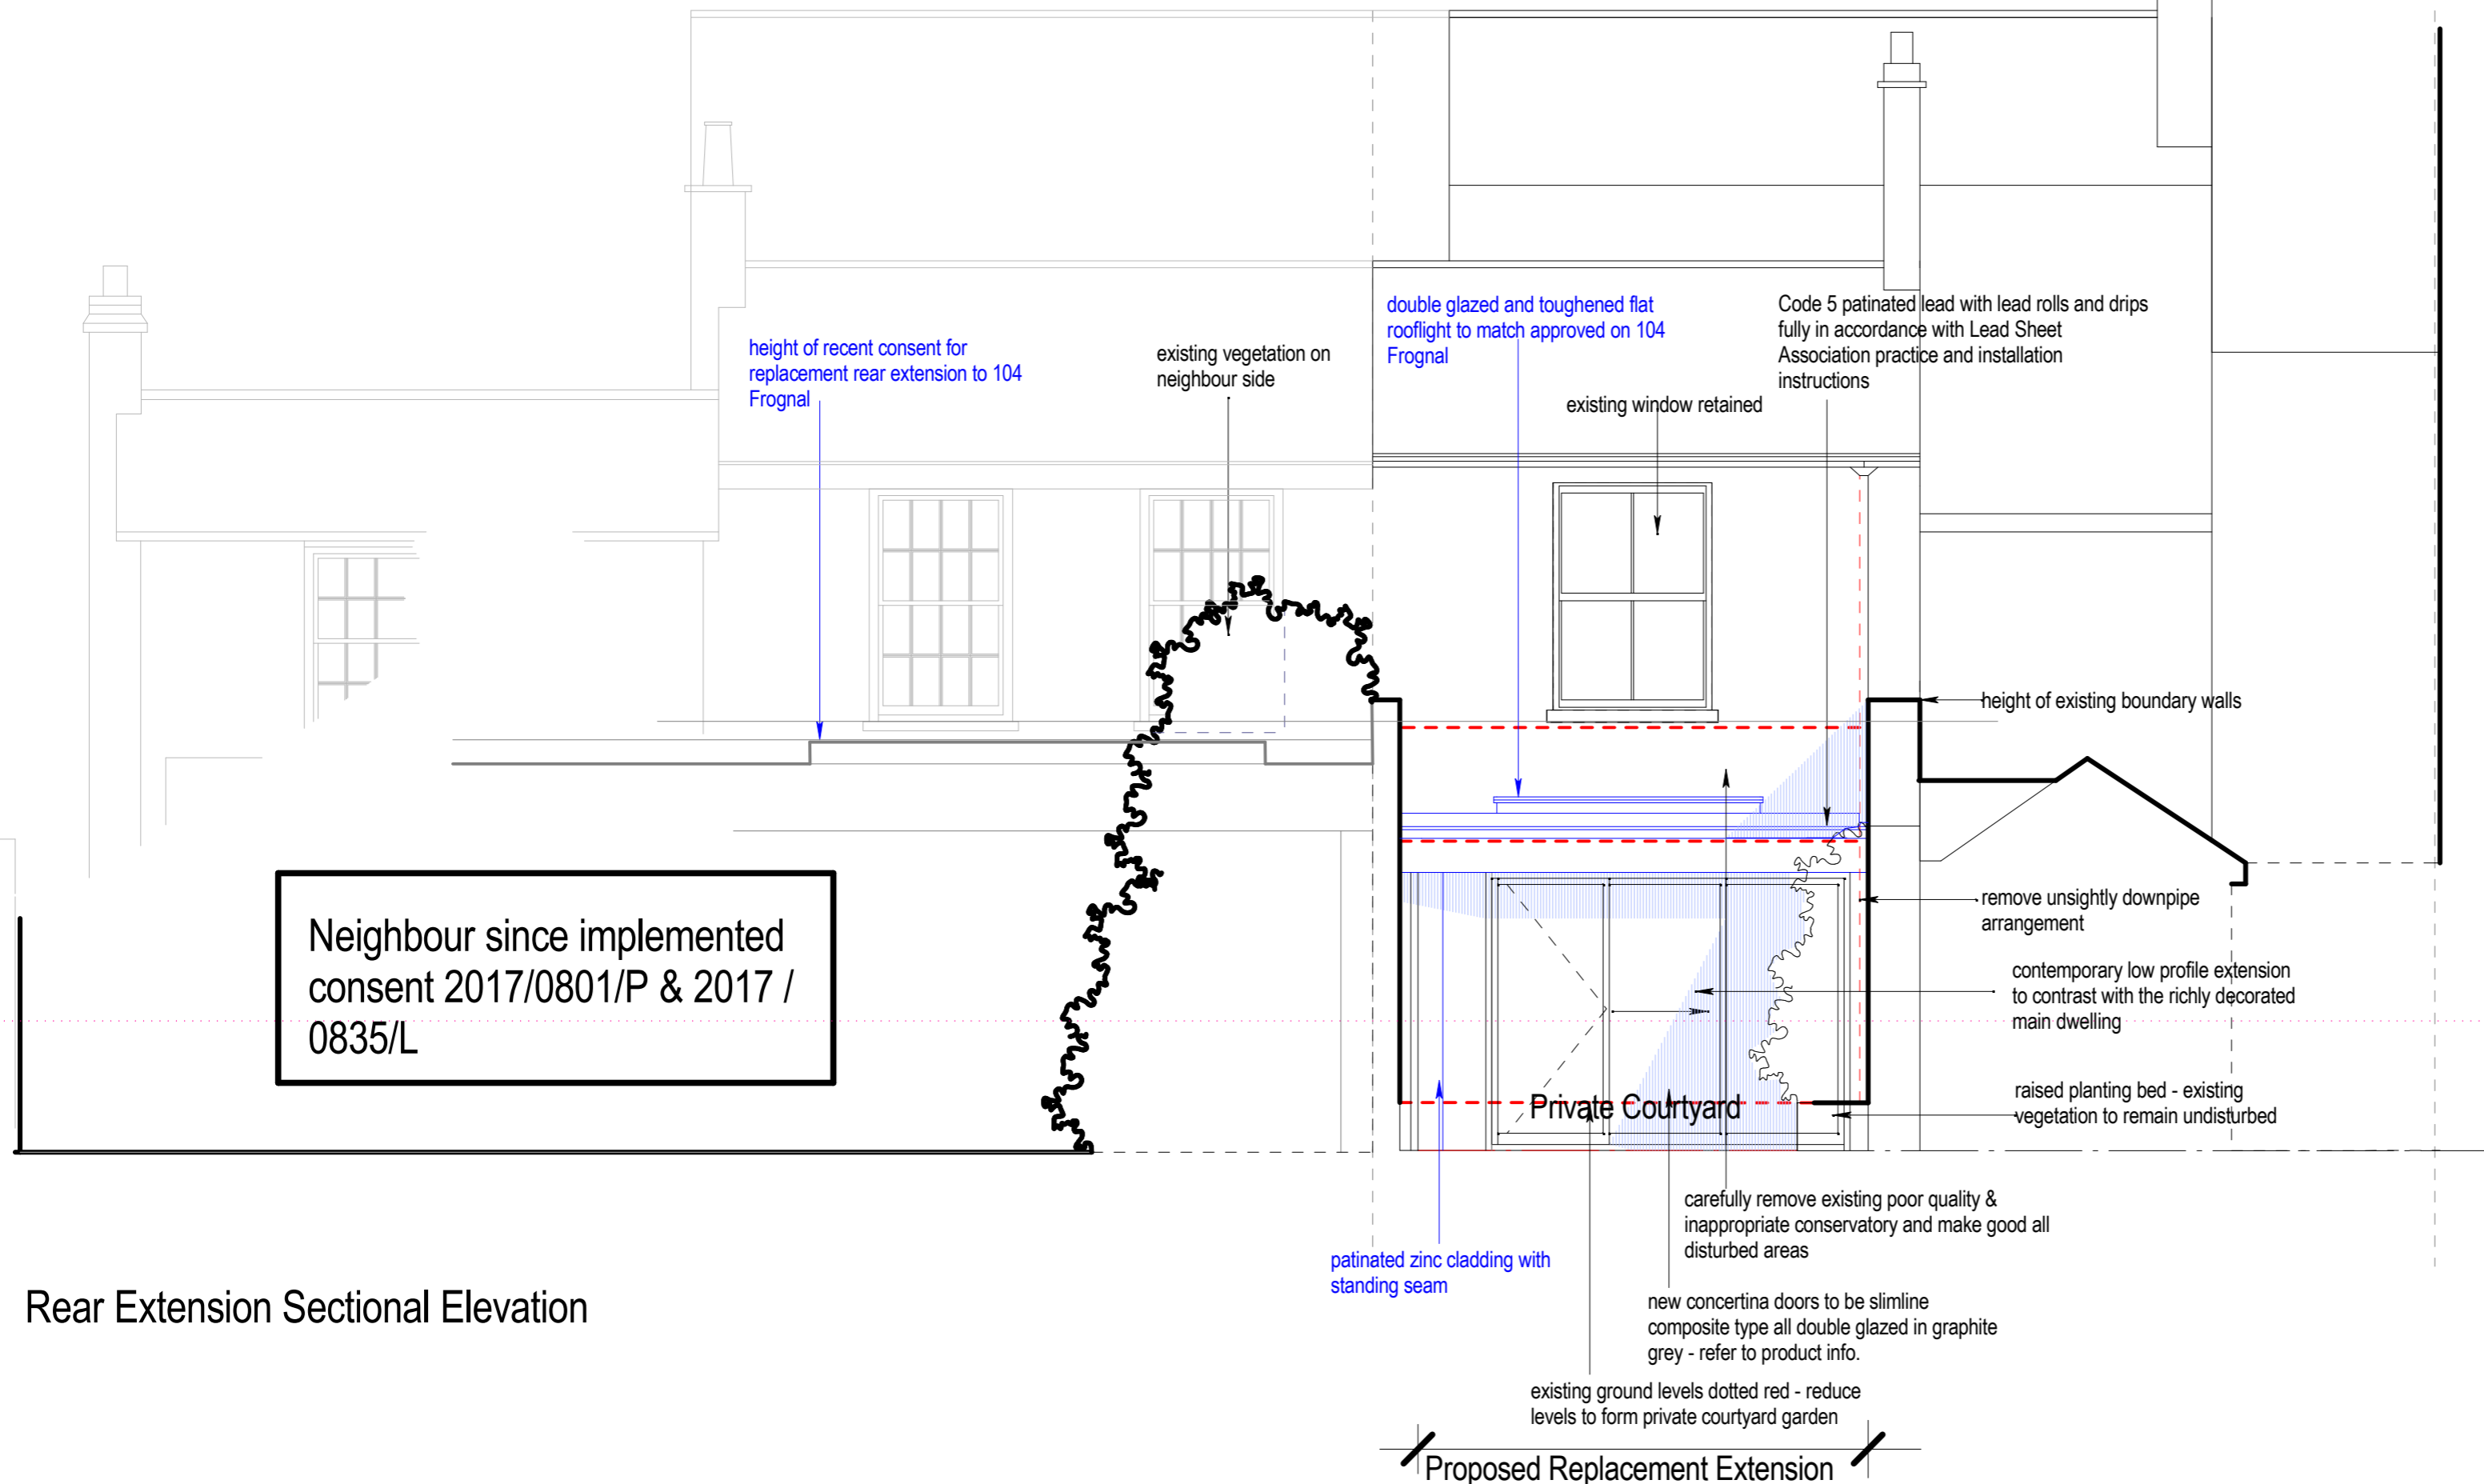 height of recent consent for
replacement rear extension to 104
Frognal
existing vegetation on
neighbour side
double glazed and toughened flat
rooflight to match approved on 104
Frognal
existing window retained
Code 5 patinated lead with lead rolls and drips
fully in accordance with Lead Sheet
Association practice and installation
instructions
height of existing boundary walls
Neighbour since implemented
consent 2017/0801/P & 2017 /
0835/L
remove unsightly downpipe
arrangement
contemporary low profile extension
to contrast with the richly decorated
main dwelling
raised planting bed - existing
vegetation to remain undisturbed
Private Courtyard
carefully remove existing poor quality &
inappropriate conservatory and make good all
disturbed areas
patinated zinc cladding with
standing seam
new concertina doors to be slimline
composite type all double glazed in graphite
grey - refer to product info.
existing ground levels dotted red - reduce
levels to form private courtyard garden
Rear Extension Sectional Elevation
Proposed Replacement Extension